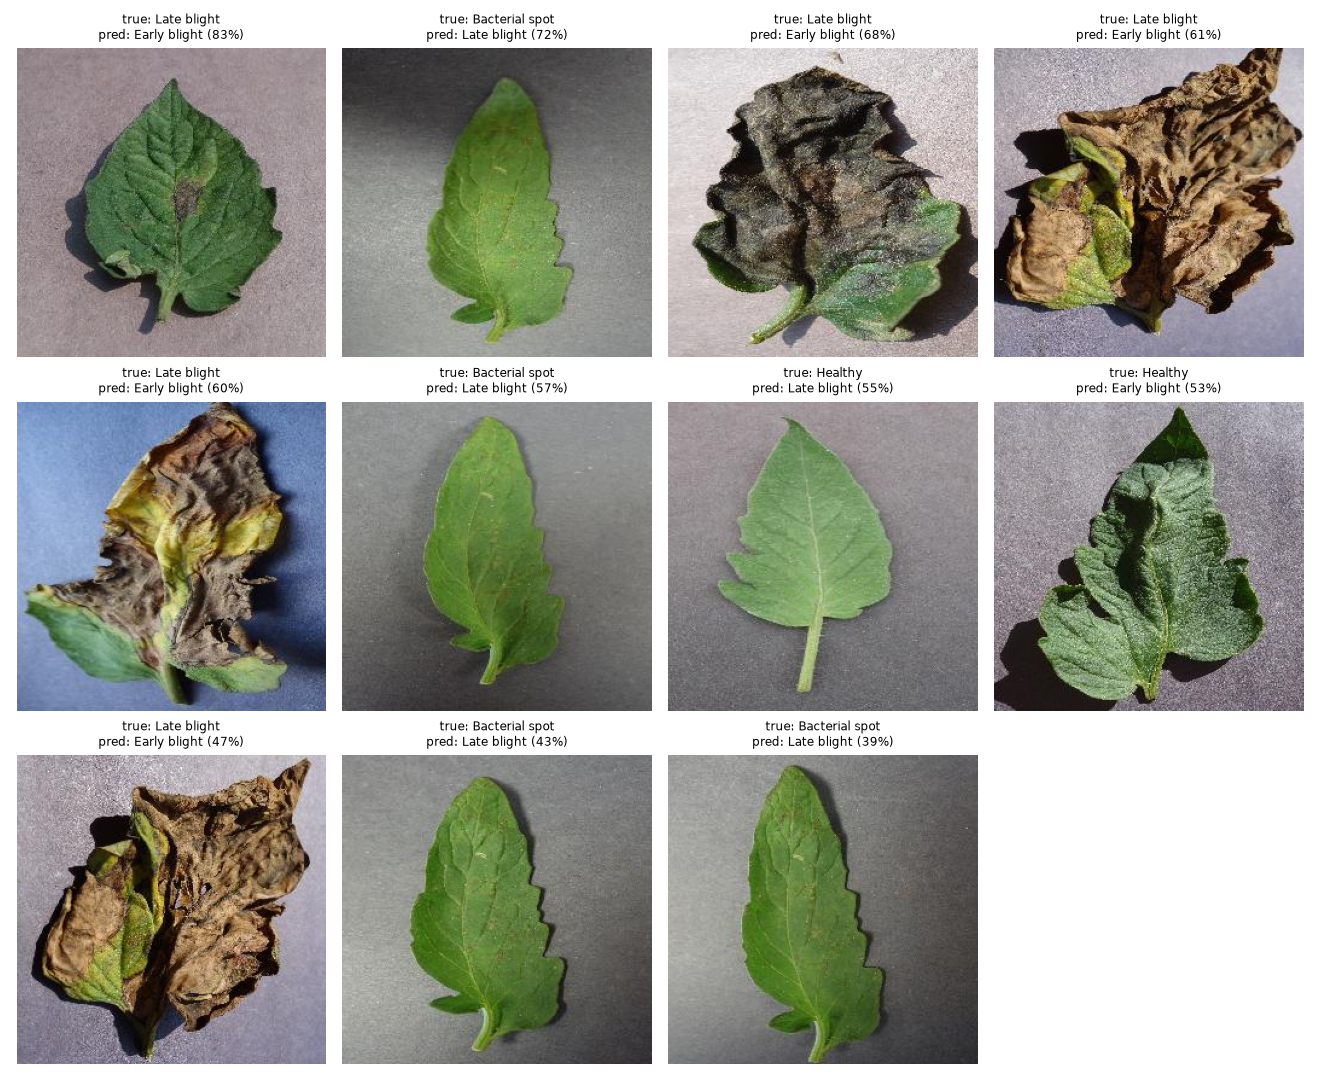 true: Late blight
pred: Early blight (83%)
true: Bacterial spot
pred: Late blight (72%)
true: Late blight
pred: Early blight (68%)
true: Late blight
pred: Early blight (61%)
true: Late blight
pred: Early blight (60%)
true: Bacterial spot
pred: Late blight (57%)
true: Healthy
pred: Late blight (55%)
true: Healthy
pred: Early blight (53%)
true: Late blight
pred: Early blight (47%)
true: Bacterial spot
pred: Late blight (43%)
true: Bacterial spot
pred: Late blight (39%)